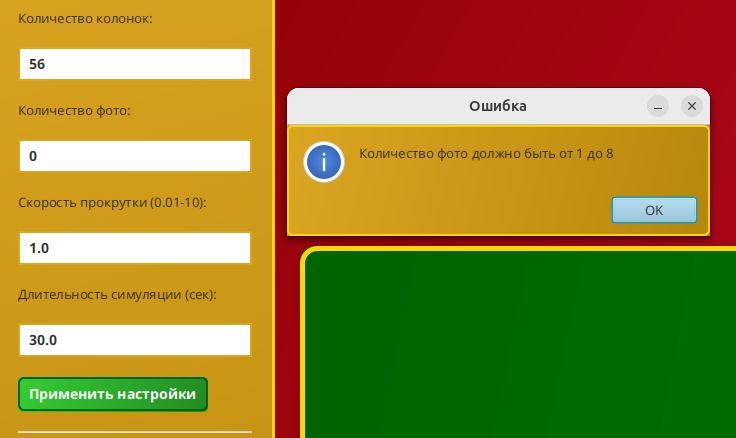 Количество колонок:
56
Количество фото:
0
Скорость прокрутки (0.01-10):
1.0
Длительность симуляции (сек):
30.0
Применить настройки
Ошибка
Количество фото должно быть от 1 до 8
OK